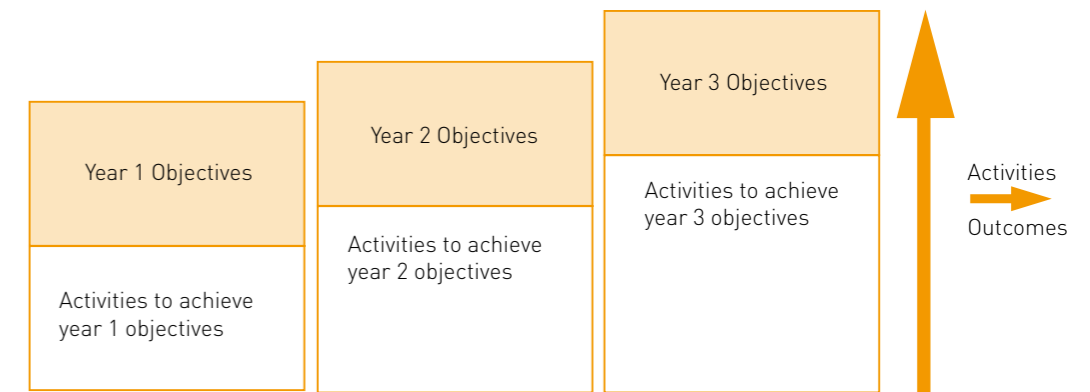 Year 1 Objectives
Activities to achieve
year 1 objectives
Year 2 Objectives
Activities to achieve
year 2 objectives
Year 3 Objectives
Activities to achieve
year 3 objectives
Activities
Outcomes